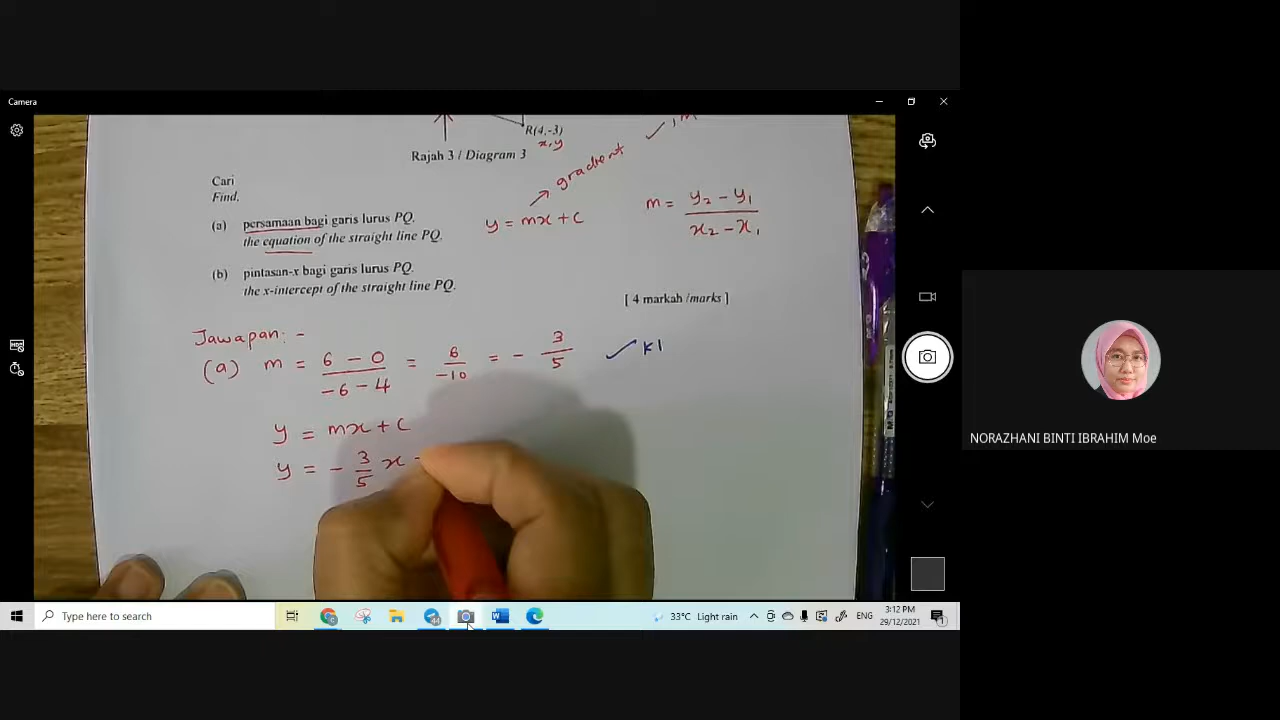 Camera
R(4,-3)
x,y
Rajah 3 / Diagram 3
gradient
✓, m
Cari
Find,
(a) persamaan bagi garis lurus PQ.
the equation of the straight line PQ.
y = mx + c
m = y₂ - y₁ / x₂ - x₁
(b) pintasan-x bagi garis lurus PQ.
the x-intercept of the straight line PQ.
[ 4 markah /marks ]
Jawapan: -
(a) m = 6 - 0 / -6 - 4 = 6 / -10 = - 3 / 5 ✓ K1
y = mx + c
y = - 3/5 x
NORAZHANI BINTI IBRAHIM Moe
Type here to search
44
33°C Light rain
ENG
3:12 PM
29/12/2021
1